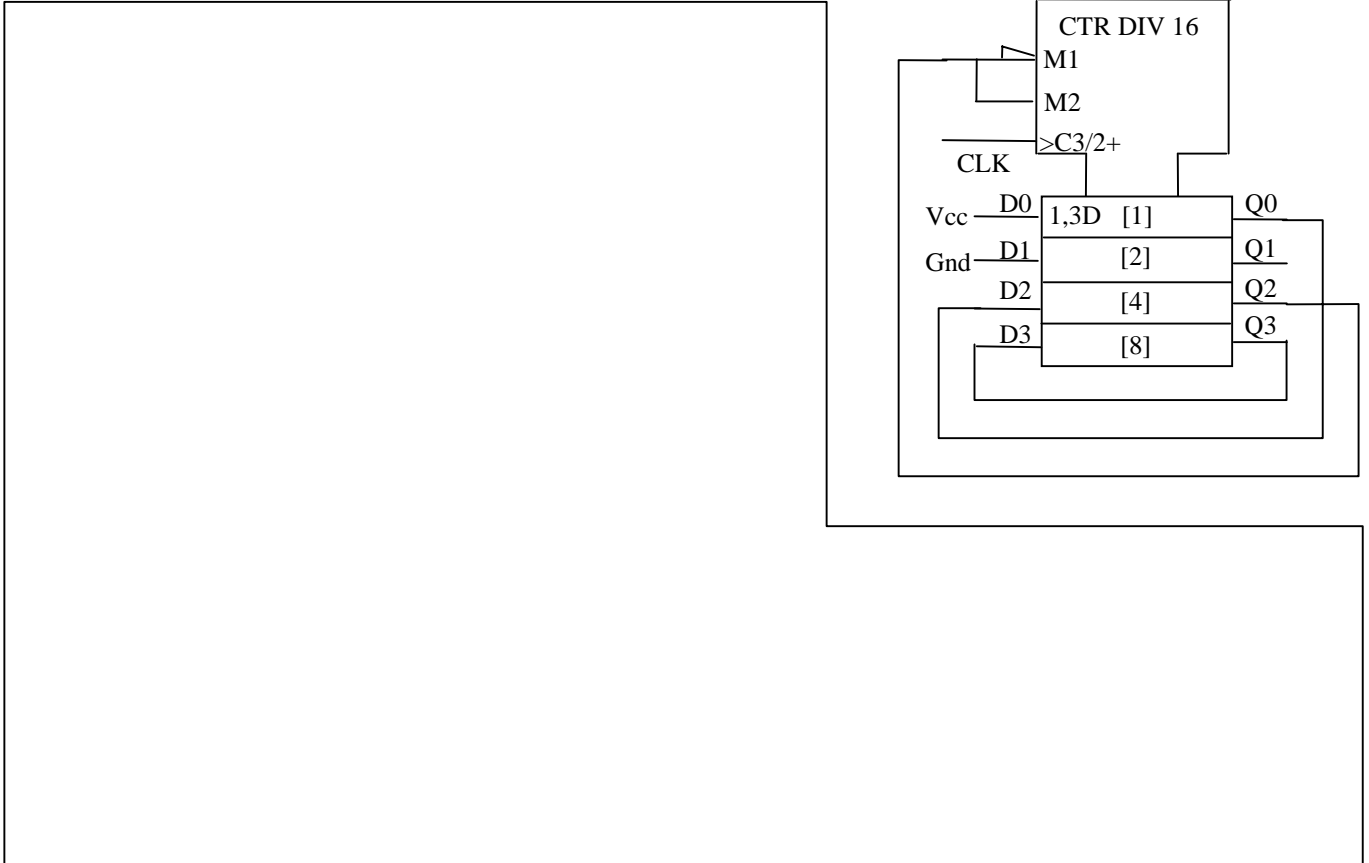 CTR DIV 16
M1
M2
>C3/2+
CLK
Vcc D0 1,3D [1] Q0
Gnd D1 [2] Q1
D2 [4] Q2
D3 [8] Q3